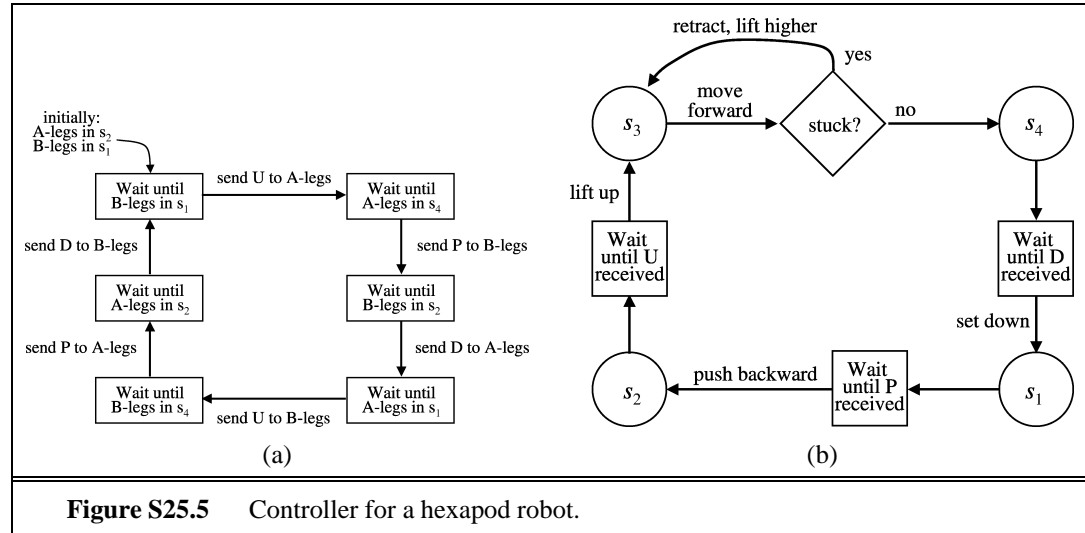 initially:
A-legs in s2
B-legs in s1
Wait until
B-legs in s1
send U to A-legs
Wait until
A-legs in s4
send D to B-legs
send P to B-legs
Wait until
A-legs in s2
Wait until
B-legs in s2
send P to A-legs
send D to A-legs
Wait until
B-legs in s4
send U to B-legs
Wait until
A-legs in s1
(a)
retract, lift higher
yes
s3
move
forward
stuck?
no
s4
lift up
Wait
until U
received
Wait
until D
received
set down
s2
push backward
Wait
until P
received
s1
(b)
Figure S25.5 Controller for a hexapod robot.